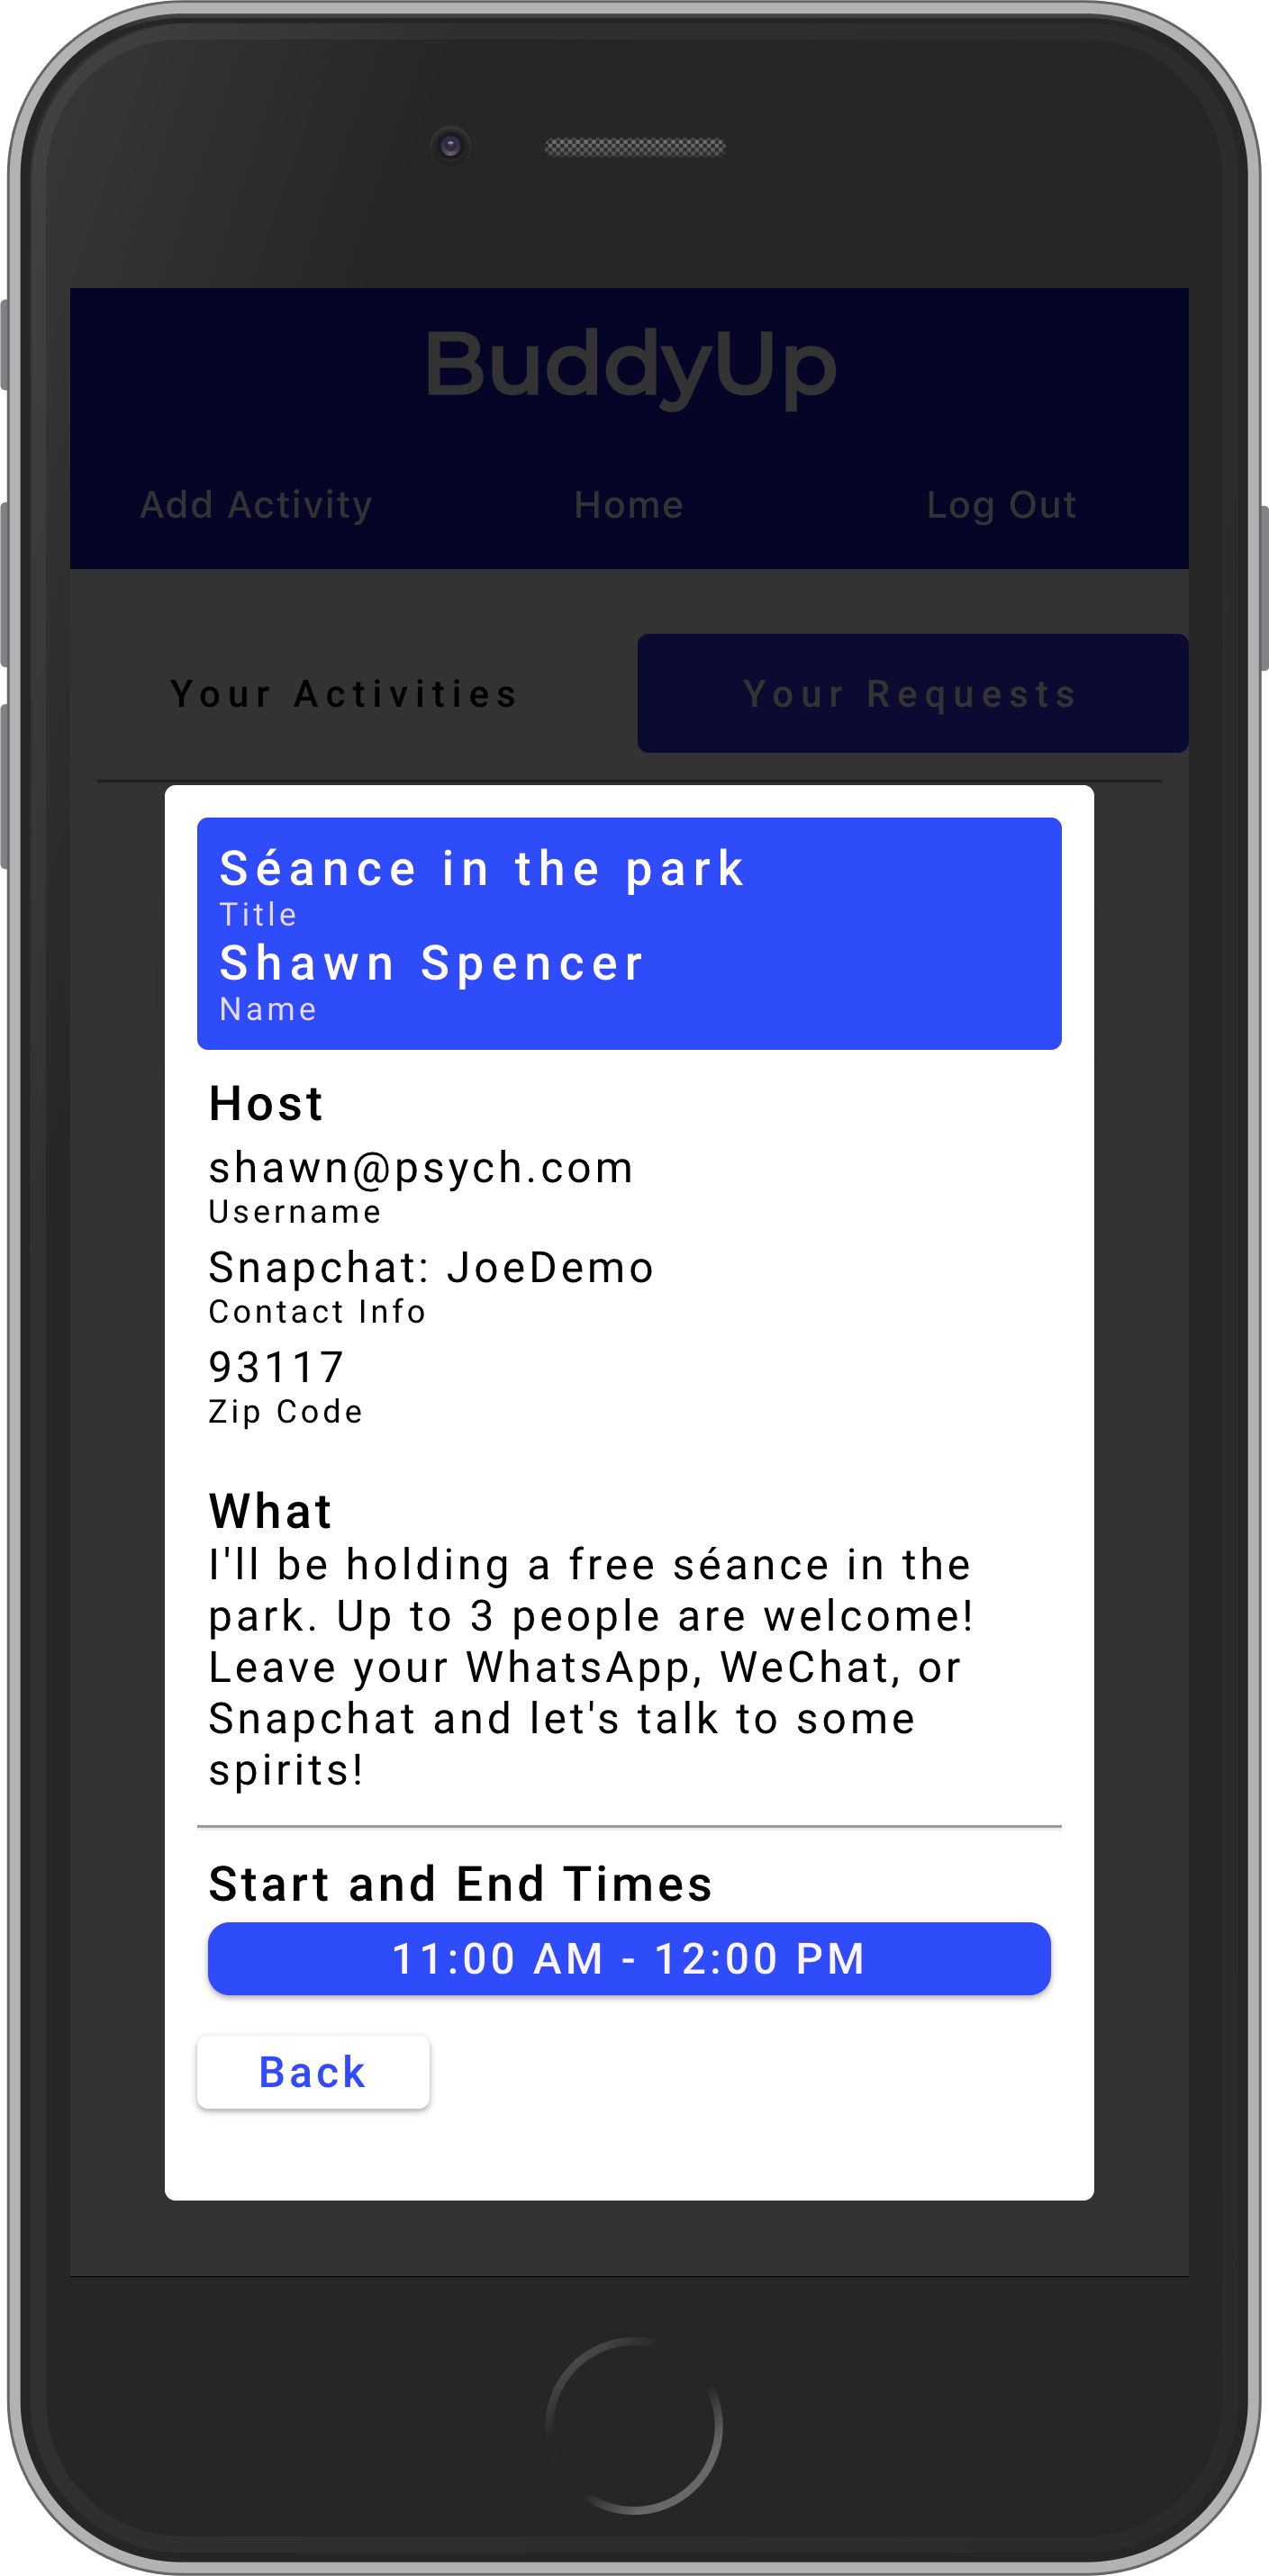 BuddyUp
Add Activity Home Log Out
Your Activities Your Requests
Séance in the park
Title
Shawn Spencer
Name
Host
shawn@psych.com
Username
Snapchat: JoeDemo
Contact Info
93117
Zip Code
What
I'll be holding a free séance in the
park. Up to 3 people are welcome!
Leave your WhatsApp, WeChat, or
Snapchat and let's talk to some
spirits!
Start and End Times
11:00 AM - 12:00 PM
Back